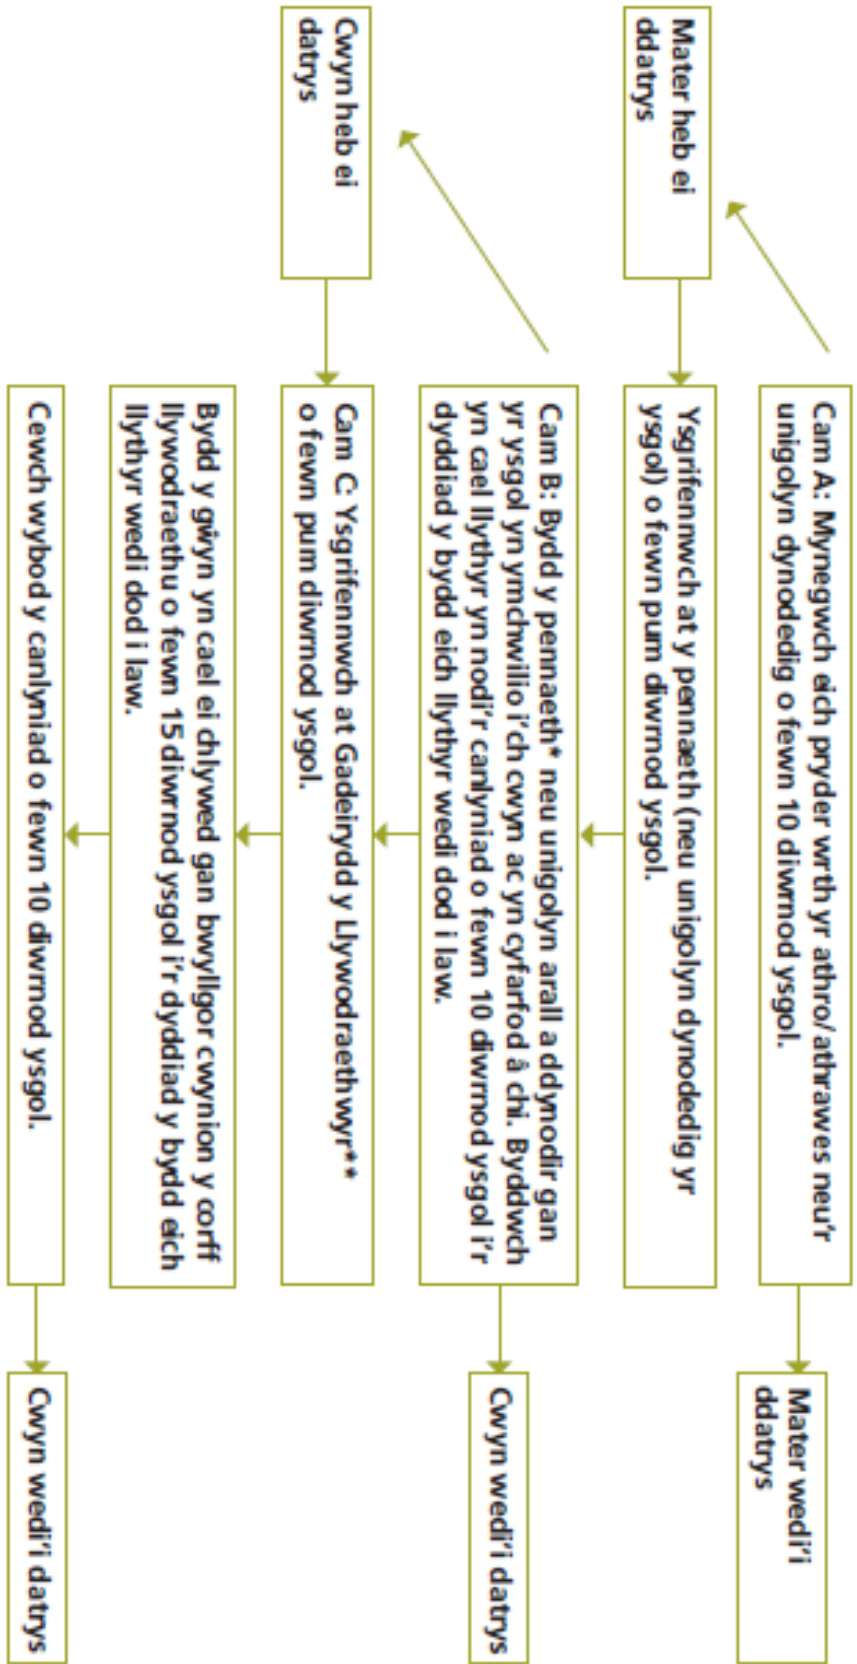 Cam A: Mynegwch eich pryder wrth yr athro/athrawes neu'r
unigolyn dynodedig o fewn 10 diwrnod ysgol.
Mater wedi'i
ddatrys
Mater heb ei
ddatrys
Ysgrifennwch at y pennaeth (neu unigolyn dynodedig yr
ysgol) o fewn pum diwrnod ysgol.
Cam B: Bydd y pennaeth* neu unigolyn arall a ddynodir gan
yr ysgol yn ymchwilio i'ch cwyn ac yn cyfarfod â chi. Byddwch
yn cael llythyr yn nodi'r canlyniad o fewn 10 diwrnod ysgol i'r
dyddiad y bydd eich llythyr wedi dod i law.
Cwyn wedi'i datrys
Cwyn heb ei
datrys
Cam C: Ysgrifennwch at Gadeirydd y Llywodraethwyr**
o fewn pum diwrnod ysgol.
Bydd y gŵyn yn cael ei chlywed gan bwyllgor cwynion y corff
llywodraethu o fewn 15 diwrnod ysgol i'r dyddiad y bydd eich
llythyr wedi dod i law.
Cewch wybod y canlyniad o fewn 10 diwrnod ysgol.
Cwyn wedi'i datrys